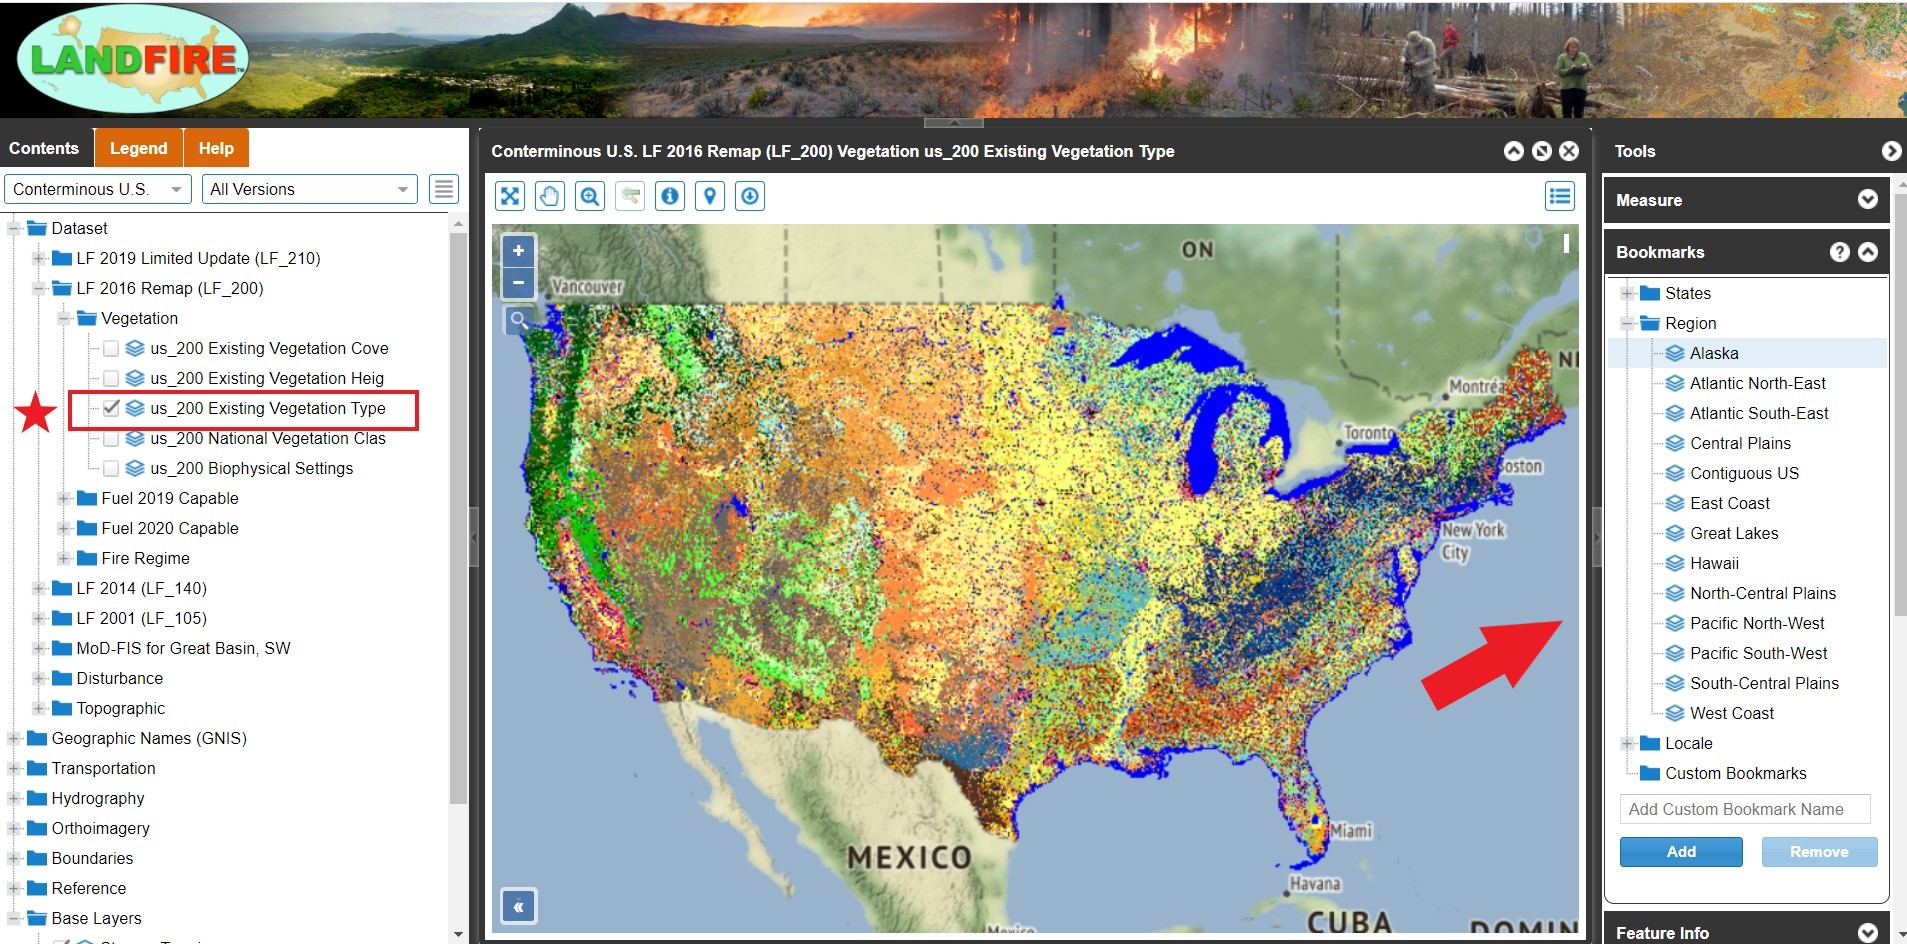 LANDFIRE™
Contents
Legend
Help
Conterminous U.S.
All Versions
Dataset
LF 2019 Limited Update (LF_210)
LF 2016 Remap (LF_200)
Vegetation
us_200 Existing Vegetation Cove
us_200 Existing Vegetation Heig
us_200 Existing Vegetation Type
us_200 National Vegetation Clas
us_200 Biophysical Settings
Fuel 2019 Capable
Fuel 2020 Capable
Fire Regime
LF 2014 (LF_140)
LF 2001 (LF_105)
MoD-FIS for Great Basin, SW
Disturbance
Topographic
Geographic Names (GNIS)
Transportation
Hydrography
Orthoimagery
Boundaries
Reference
Base Layers
Conterminous U.S. LF 2016 Remap (LF_200) Vegetation us_200 Existing Vegetation Type
+
−
ON
Vancouver
NE
Montréa
Toronto
Boston
New York
City
MEXICO
Miami
Havana
CUBA
Mexico
DOMIN
«
Tools
Measure
Bookmarks
?
States
Region
Alaska
Atlantic North-East
Atlantic South-East
Central Plains
Contiguous US
East Coast
Great Lakes
Hawaii
North-Central Plains
Pacific North-West
Pacific South-West
South-Central Plains
West Coast
Locale
Custom Bookmarks
Add Custom Bookmark Name
Add
Remove
Feature Info